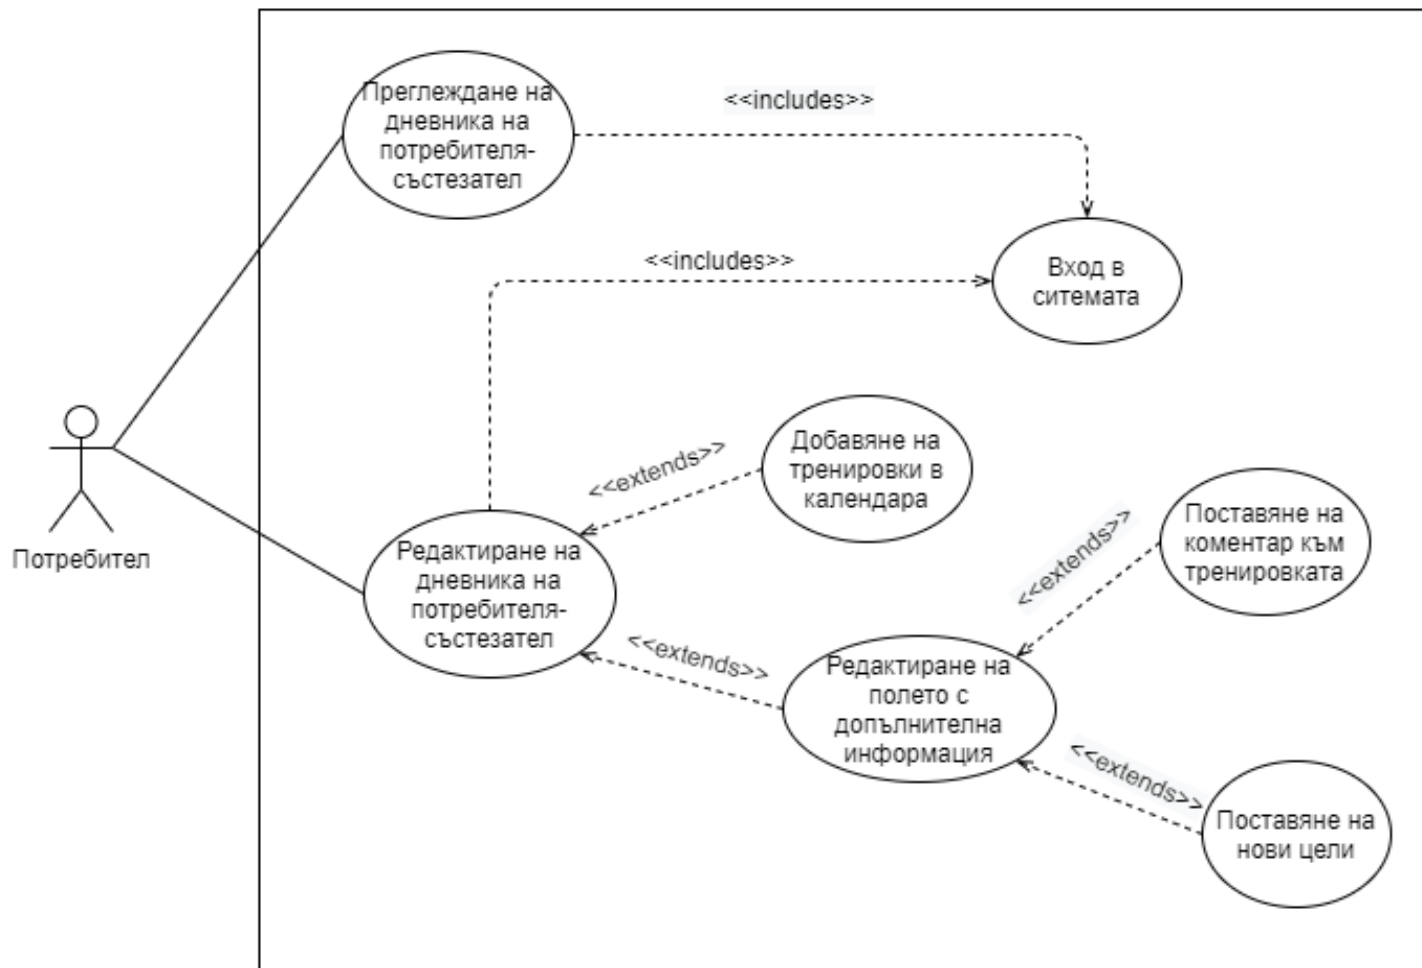 Преглеждане на
дневника на
потребителя-
състезател
<<includes>>
<<includes>>
Вход в
ситемата
Добавяне на
тренировки в
календара
<<extends>>
Поставяне на
коментар към
тренировката
<<extends>>
Потребител
Редактиране на
дневника на
потребителя-
състезател
<<extends>>
Редактиране на
полето с
допълнителна
информация
<<extends>>
Поставяне на
нови цели